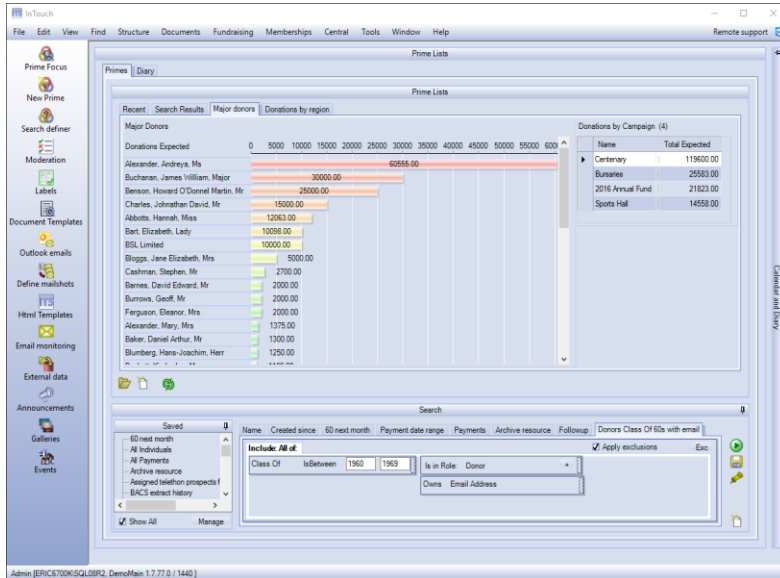 InTouch
File Edit View Find Structure Documents Fundraising Memberships Central Tools Window Help Remote support
Prime Focus
New Prime
Search definer
Moderation
Labels
Document Templates
Outlook emails
Define mailshots
Html Templates
Email monitoring
External data
Announcements
Galleries
Events
Prime Lists
Primes Diary
Prime Lists
Recent Search Results Major donors Donations by region
Major Donors
Donations Expected 0 5000 10000 15000 20000 25000 30000 35000 40000 45000 50000 55000 600
Alexander, Andreya, Ms 60555.00
Buchanan, James William, Major 30000.00
Benson, Howard O'Donnel Martin, Mr 25000.00
Charles, Johnathan David, Mr 15000.00
Abbotts, Hannah, Miss 12063.00
Bart, Elizabeth, Lady 10098.00
BSL Limited 10000.00
Bloggs, Jane Elizabeth, Mrs 5000.00
Cashman, Stephen, Mr 2700.00
Barnes, David Edward, Mr 2000.00
Burrows, Geoff, Mr 2000.00
Ferguson, Eleanor, Mrs 2000.00
Alexander, Mary, Mrs 1375.00
Baker, Daniel Arthur, Mr 1300.00
Blumberg, Hans-Joachim, Herr 1250.00
Donations by Campaign (4)
Name Total Expected
Centenary 119600.00
Bursaries 25583.00
2016 Annual Fund 21823.00
Sports Hall 14558.00
Calendar and Diary
Search
Saved
60 next month
All Individuals
All Payments
Archive resource
Assigned telethon prospects f
BACS extract history
Show All Manage
Name Created since 60 next month Payment date range Payments Archive resource Followup Donors Class Of 60s with email
Include: All of: Apply exclusions Exc
Class Of IsBetween 1960 1969 Is in Role: Donor +
Owns Email Address
Admin [ERIC6700K\SQL08R2, DemoMain 1.7.77.0 / 1440 ]